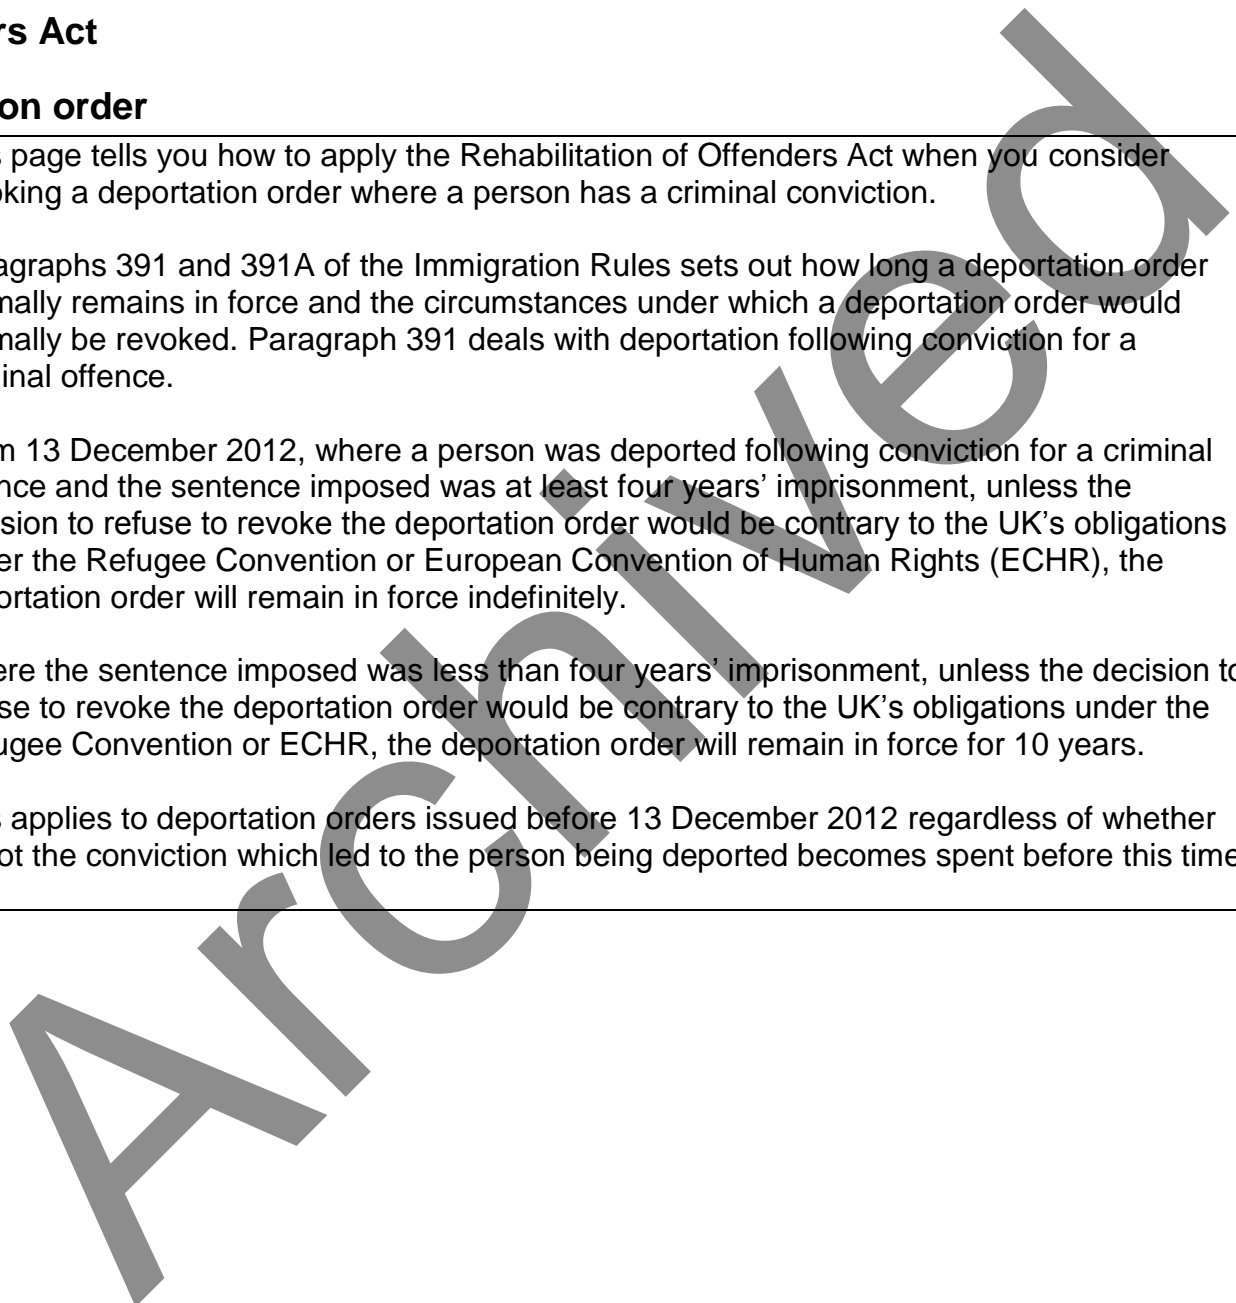 rs Act
on order
s page tells you how to apply the Rehabilitation of Offenders Act when you consider
oking a deportation order where a person has a criminal conviction.
agraphs 391 and 391A of the Immigration Rules sets out how long a deportation order
mally remains in force and the circumstances under which a deportation order would
mally be revoked. Paragraph 391 deals with deportation following conviction for a
inal offence.
m 13 December 2012, where a person was deported following conviction for a criminal
nce and the sentence imposed was at least four years’ imprisonment, unless the
sion to refuse to revoke the deportation order would be contrary to the UK’s obligations
er the Refugee Convention or European Convention of Human Rights (ECHR), the
ortation order will remain in force indefinitely.
ere the sentence imposed was less than four years’ imprisonment, unless the decision to
se to revoke the deportation order would be contrary to the UK’s obligations under the
ugee Convention or ECHR, the deportation order will remain in force for 10 years.
s applies to deportation orders issued before 13 December 2012 regardless of whether
ot the conviction which led to the person being deported becomes spent before this time
Archived